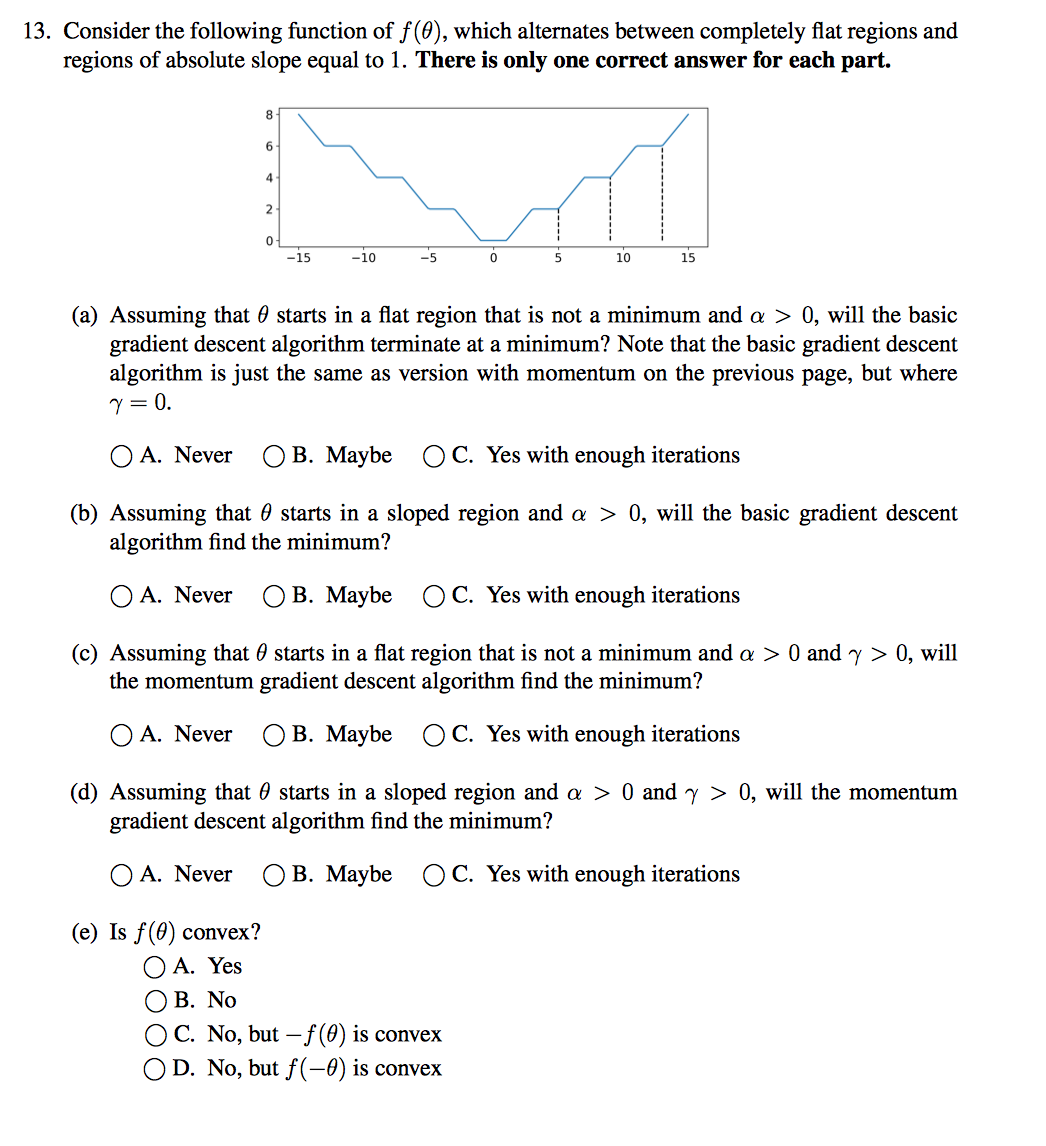 13. Consider the following function of f(θ), which alternates between completely flat regions and
regions of absolute slope equal to 1. There is only one correct answer for each part.
8
6
4
2
0
−15 −10 −5 0 5 10 15
(a) Assuming that θ starts in a flat region that is not a minimum and α > 0, will the basic
gradient descent algorithm terminate at a minimum? Note that the basic gradient descent
algorithm is just the same as version with momentum on the previous page, but where
γ = 0.
A. Never B. Maybe C. Yes with enough iterations
(b) Assuming that θ starts in a sloped region and α > 0, will the basic gradient descent
algorithm find the minimum?
A. Never B. Maybe C. Yes with enough iterations
(c) Assuming that θ starts in a flat region that is not a minimum and α > 0 and γ > 0, will
the momentum gradient descent algorithm find the minimum?
A. Never B. Maybe C. Yes with enough iterations
(d) Assuming that θ starts in a sloped region and α > 0 and γ > 0, will the momentum
gradient descent algorithm find the minimum?
A. Never B. Maybe C. Yes with enough iterations
(e) Is f(θ) convex?
A. Yes
B. No
C. No, but −f(θ) is convex
D. No, but f(−θ) is convex